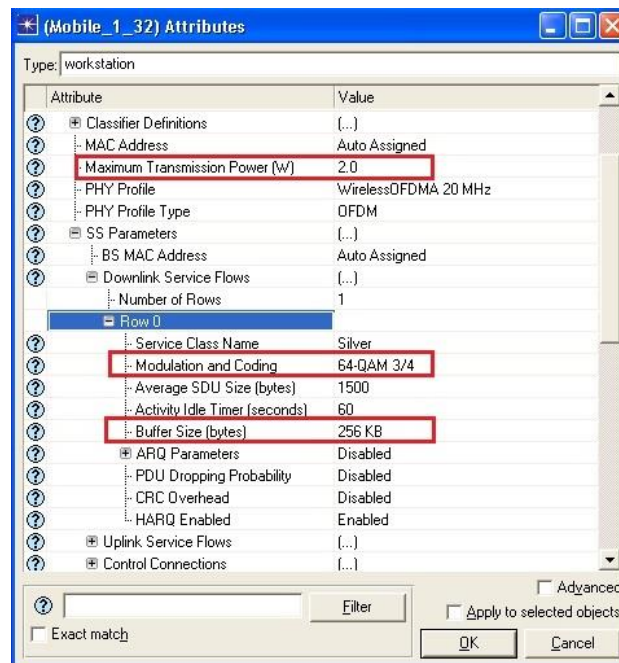 (Mobile_1_32) Attributes
Type: workstation
Attribute Value
Classifier Definitions (...)
MAC Address Auto Assigned
Maximum Transmission Power (W) 2.0
PHY Profile WirelessOFDMA 20 MHz
PHY Profile Type OFDM
SS Parameters (...)
BS MAC Address Auto Assigned
Downlink Service Flows (...)
Number of Rows 1
Row 0
Service Class Name Silver
Modulation and Coding 64-QAM 3/4
Average SDU Size (bytes) 1500
Activity Idle Timer (seconds) 60
Buffer Size (bytes) 256 KB
ARQ Parameters Disabled
PDU Dropping Probability Disabled
CRC Overhead Disabled
HARQ Enabled Enabled
Uplink Service Flows (...)
Control Connections (...)
Advanced
Filter Apply to selected objects
Exact match
OK Cancel